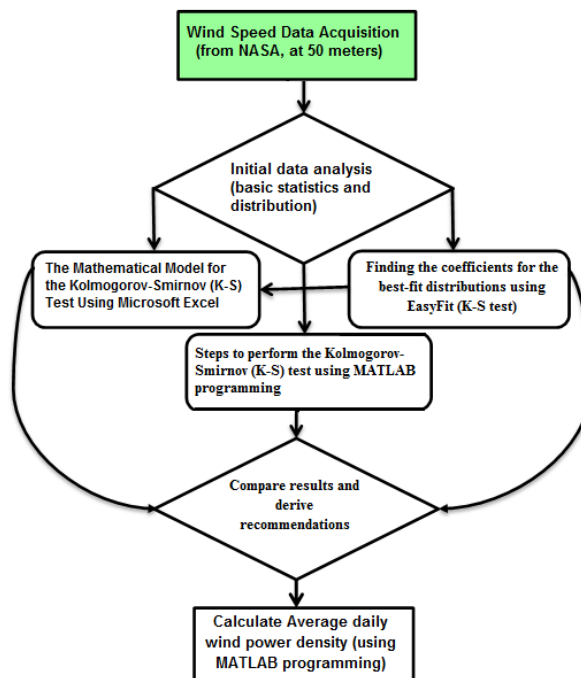 Wind Speed Data Acquisition
(from NASA, at 50 meters)
Initial data analysis
(basic statistics and
distribution)
The Mathematical Model for
the Kolmogorov-Smirnov (K-S)
Test Using Microsoft Excel
Finding the coefficients for the
best-fit distributions using
EasyFit (K-S test)
Steps to perform the Kolmogorov-
Smirnov (K-S) test using MATLAB
programming
Compare results and
derive
recommendations
Calculate Average daily
wind power density (using
MATLAB programming)